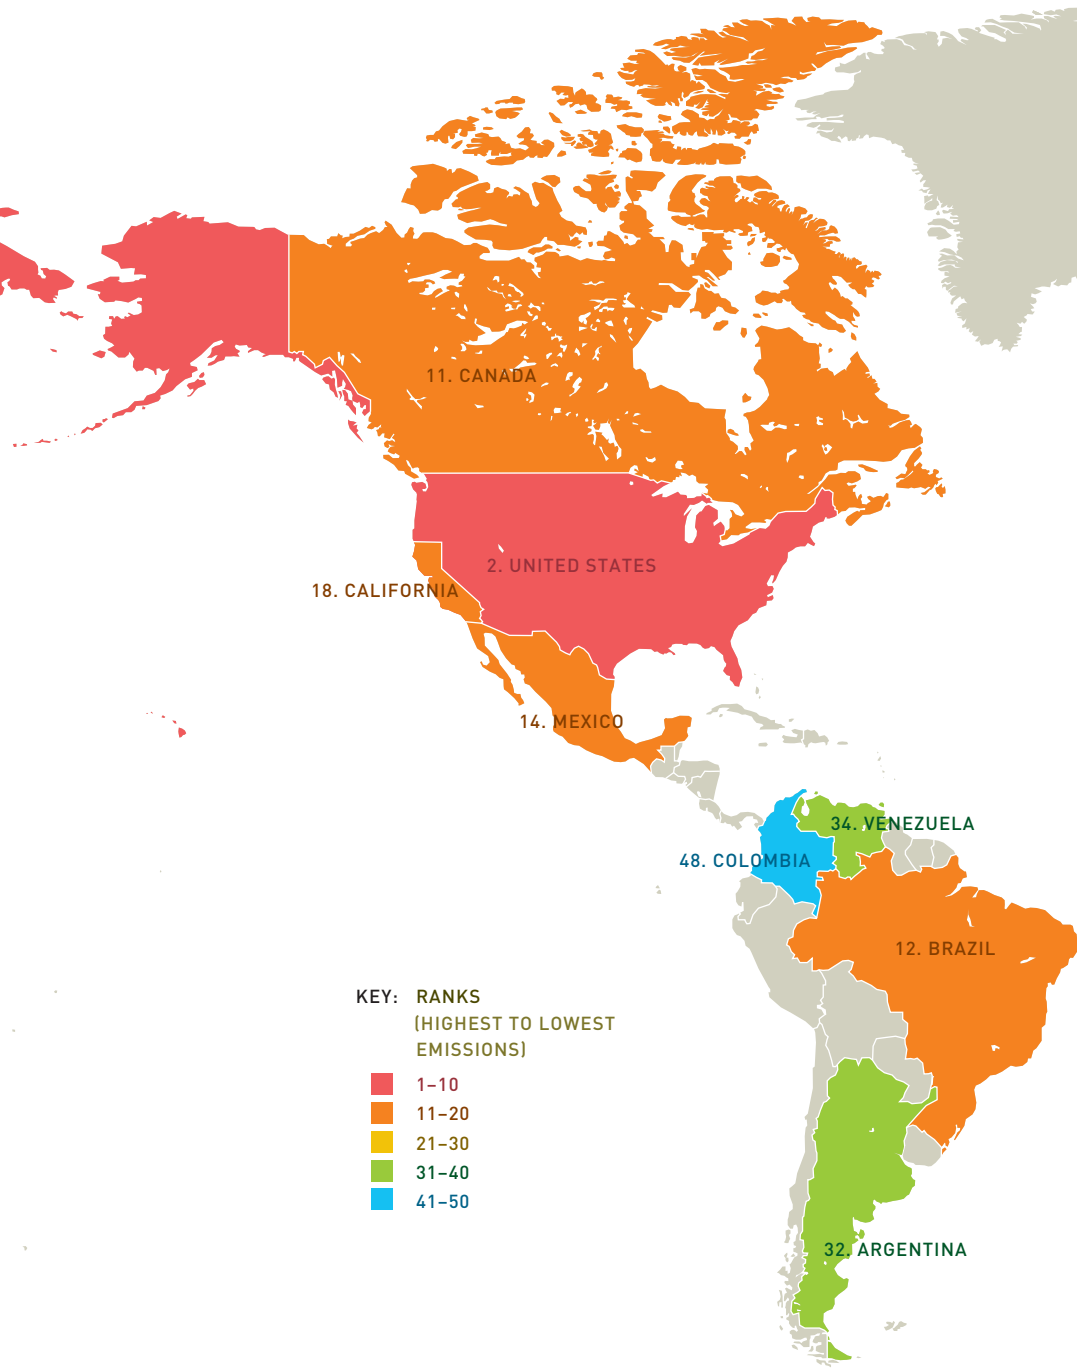 11. CANADA
2. UNITED STATES
18. CALIFORNIA
14. MEXICO
34. VENEZUELA
48. COLOMBIA
12. BRAZIL
KEY: RANKS
(HIGHEST TO LOWEST
EMISSIONS)
1–10
11–20
21–30
31–40
41–50
32. ARGENTINA